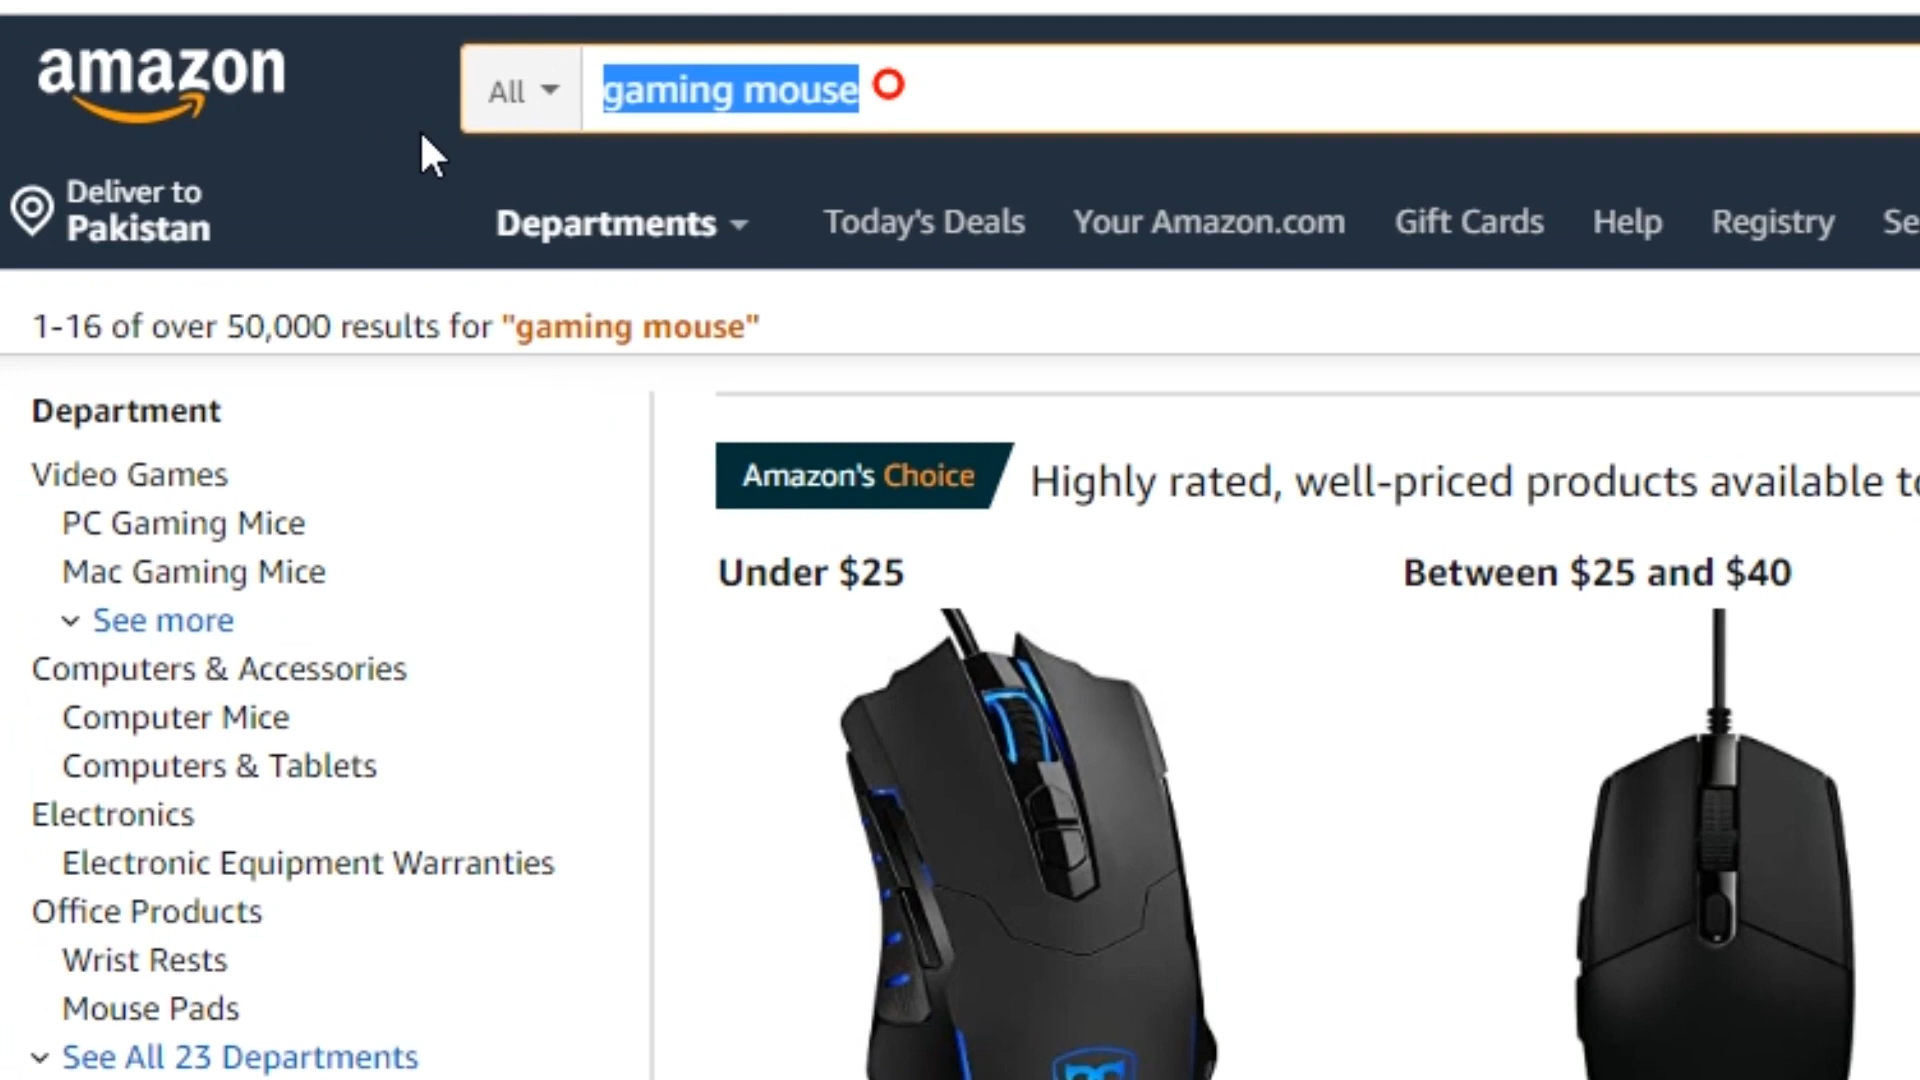 amazon
All
gaming mouse
Deliver to
Pakistan
Departments
Today's Deals
Your Amazon.com
Gift Cards
Help
Registry
Se
1-16 of over 50,000 results for "gaming mouse"
Department
Video Games
PC Gaming Mice
Mac Gaming Mice
See more
Computers & Accessories
Computer Mice
Computers & Tablets
Electronics
Electronic Equipment Warranties
Office Products
Wrist Rests
Mouse Pads
See All 23 Departments
Amazon's Choice
Highly rated, well-priced products available to
Under $25
Between $25 and $40